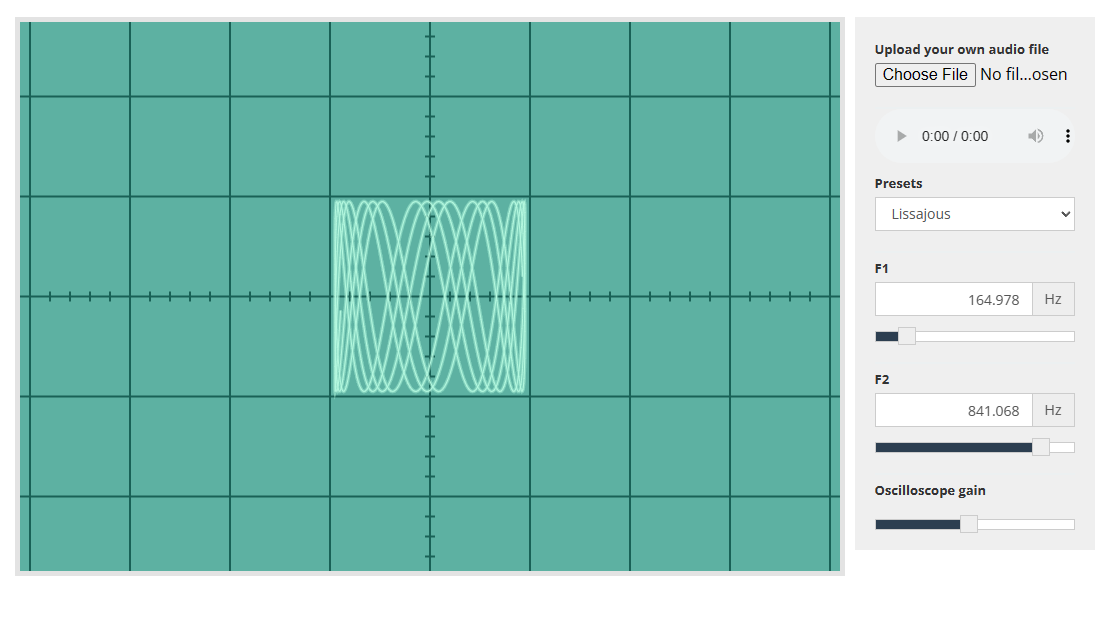 Upload your own audio file
Choose File No fil...osen
0:00 / 0:00
Presets
Lissajous
F1
164.978 Hz
F2
841.068 Hz
Oscilloscope gain